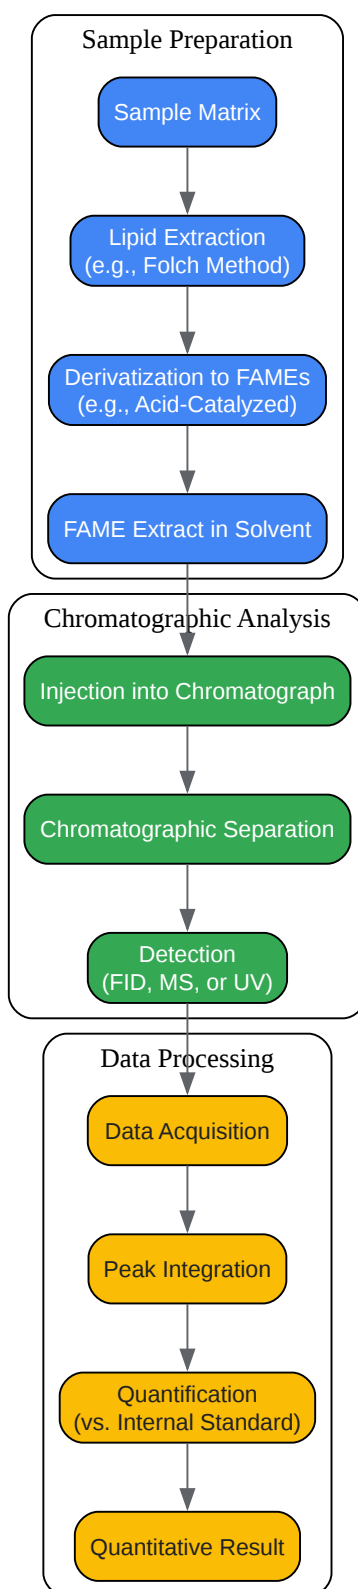 Sample Preparation
Sample Matrix
Lipid Extraction
(e.g., Folch Method)
Derivatization to FAMEs
(e.g., Acid-Catalyzed)
FAME Extract in Solvent
Chromatographic Analysis
Injection into Chromatograph
Chromatographic Separation
Detection
(FID, MS, or UV)
Data Processing
Data Acquisition
Peak Integration
Quantification
(vs. Internal Standard)
Quantitative Result